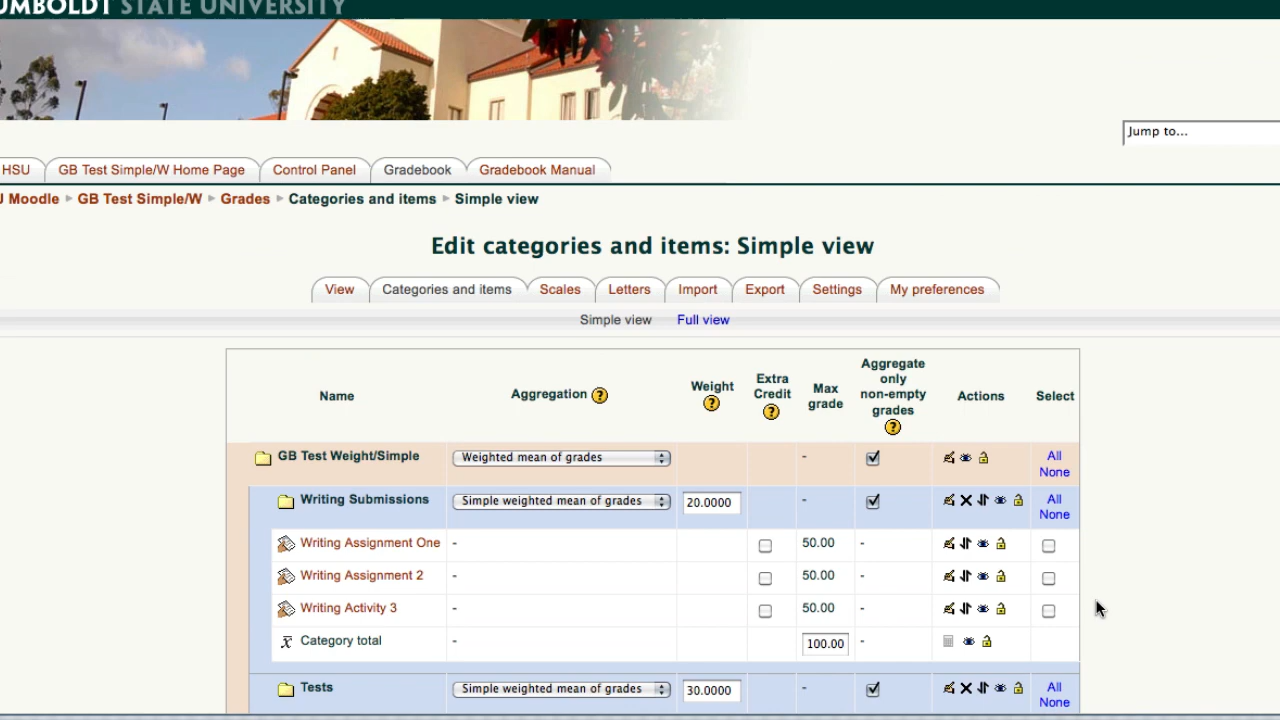 UMBOLDT STATE UNIVERSITY
Jump to...
HSU GB Test Simple/W Home Page Control Panel Gradebook Gradebook Manual
Moodle GB Test Simple/W Grades Categories and items Simple view
Edit categories and items: Simple view
View Categories and items Scales Letters Import Export Settings My preferences
Simple view Full view
Name Aggregation ? Weight ? Extra Credit ? Max grade Aggregate only non-empty grades ? Actions Select
GB Test Weight/Simple Weighted mean of grades - All
None
Writing Submissions Simple weighted mean of grades 20.0000 - All
None
Writing Assignment One - 50.00 -
Writing Assignment 2 - 50.00 -
Writing Activity 3 - 50.00 -
x̅ Category total - 100.00 -
Tests Simple weighted mean of grades 30.0000 - All
None